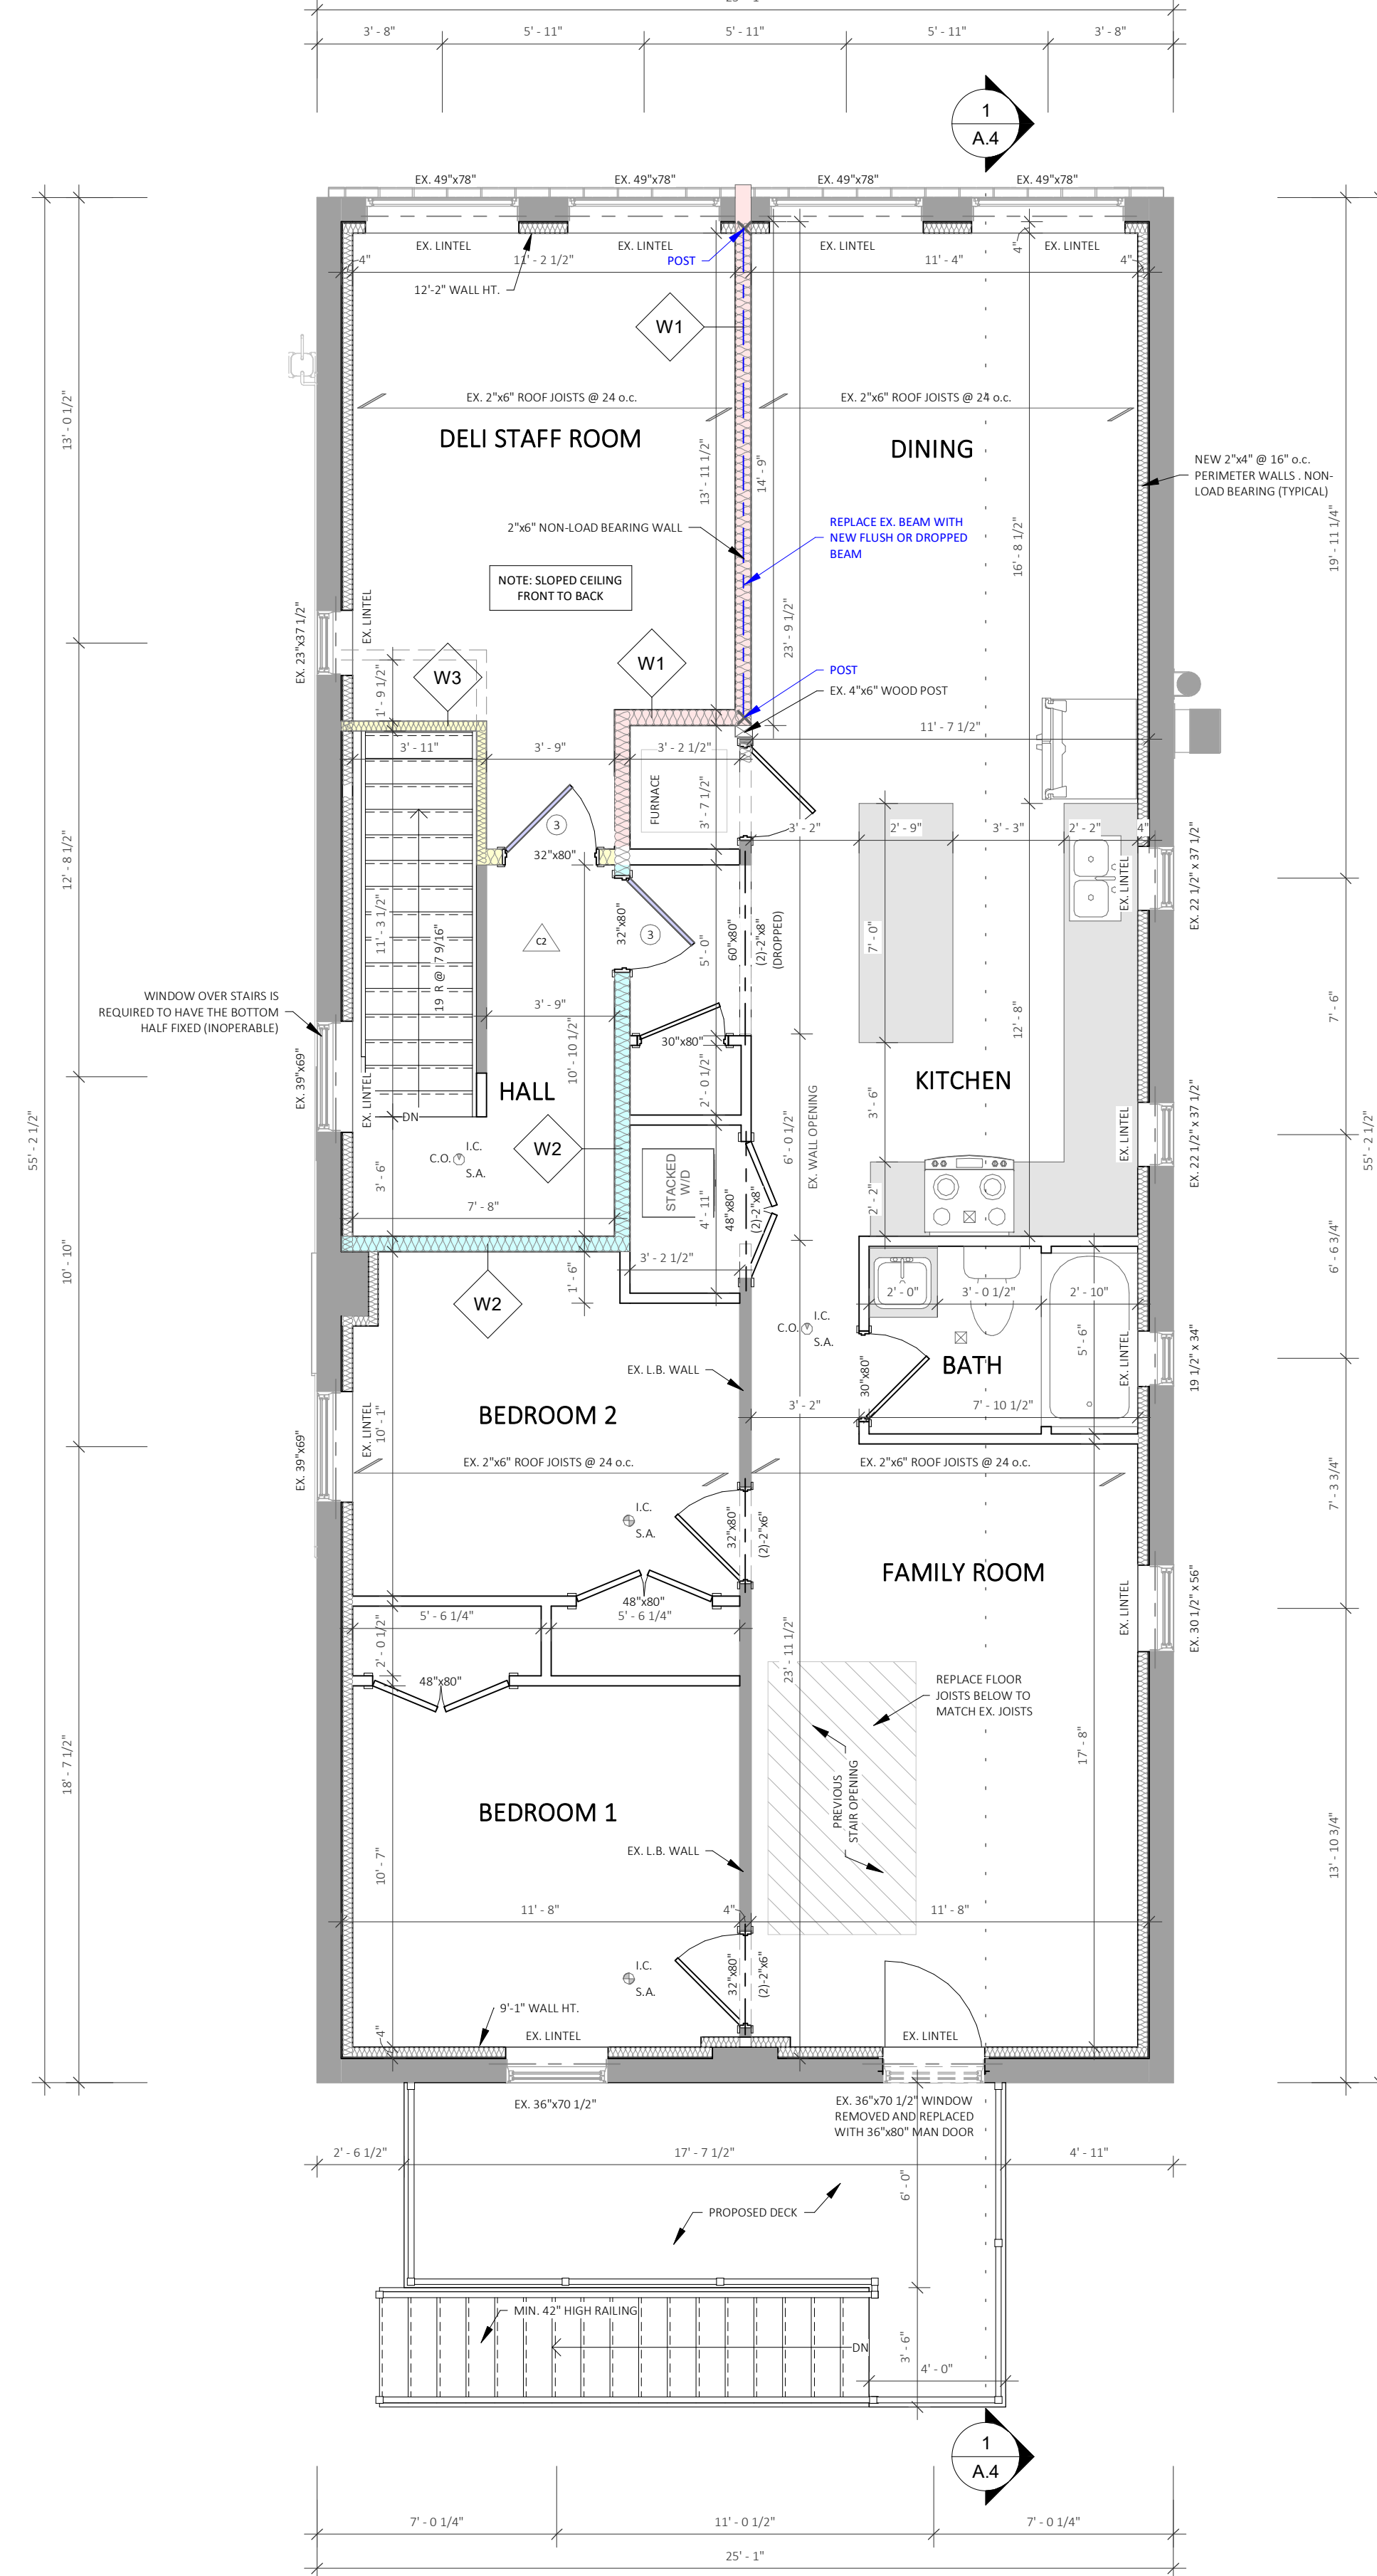 3' - 8"
5' - 11"
5' - 11"
5' - 11"
3' - 8"
1
A.4
EX. 49"x78"
EX. 49"x78"
EX. 49"x78"
EX. 49"x78"
EX. LINTEL
EX. LINTEL
EX. LINTEL
EX. LINTEL
4"
11' - 2 1/2"
POST
11' - 4"
4"
4"
12'-2" WALL HT.
W1
EX. 2"x6" ROOF JOISTS @ 24 o.c.
EX. 2"x6" ROOF JOISTS @ 24 o.c.
13' - 0 1/2"
DELI STAFF ROOM
DINING
13' - 11 1/2"
14' - 9"
NEW 2"x4" @ 16" o.c.
PERIMETER WALLS . NON-
LOAD BEARING (TYPICAL)
2"x6" NON-LOAD BEARING WALL
REPLACE EX. BEAM WITH
NEW FLUSH OR DROPPED
BEAM
16' - 8 1/2"
19' - 11 1/4"
NOTE: SLOPED CEILING
FRONT TO BACK
EX. 23"x37 1/2"
EX. LINTEL
23' - 9 1/2"
W3
W1
1' - 9 1/2"
POST
EX. 4"x6" WOOD POST
11' - 7 1/2"
3' - 11"
3' - 9"
3' - 2 1/2"
FURNACE
3' - 7 1/2"
3
32"x80"
3' - 2"
2' - 9"
3' - 3"
2' - 2"
4"
12' - 8 1/2"
EX. LINTEL
EX. 22 1/2" x 37 1/2"
11' - 3 1/2"
19 R @ 7 9/16"
C2
32"x80"
3
5' - 0"
60"x80"
(2)-2"x8"
(DROPPED)
7' - 0"
WINDOW OVER STAIRS IS
REQUIRED TO HAVE THE BOTTOM
HALF FIXED (INOPERABLE)
3' - 9"
10' - 10 1/2"
30"x80"
12' - 8"
7' - 6"
EX. 39"x69"
EX. LINTEL
HALL
2' - 0 1/2"
KITCHEN
DN
6' - 0 1/2"
EX. WALL OPENING
3' - 6"
EX. LINTEL
EX. 22 1/2" x 37 1/2"
55' - 2 1/2"
55' - 2 1/2"
3' - 6"
C.O.
I.C.
S.A.
W2
STACKED
W/D
4' - 11"
48"x80"
(2)-2"x8"
7' - 8"
2' - 2"
10' - 10"
1' - 6"
3' - 2 1/2"
6' - 6 3/4"
W2
2' - 0"
3' - 0 1/2"
2' - 10"
C.O.
I.C.
S.A.
5' - 6"
EX. LINTEL
19 1/2" x 34"
EX. L.B. WALL
30"x80"
BATH
3' - 2"
7' - 10 1/2"
EX. 39"x69"
EX. LINTEL
10' - 1"
BEDROOM 2
EX. 2"x6" ROOF JOISTS @ 24 o.c.
EX. 2"x6" ROOF JOISTS @ 24 o.c.
7' - 3 3/4"
I.C.
S.A.
32"x80"
(2)-2"x6"
FAMILY ROOM
EX. LINTEL
EX. 30 1/2" x 56"
48"x80"
5' - 6 1/4"
5' - 6 1/4"
2' - 0 1/2"
48"x80"
23' - 11 1/2"
REPLACE FLOOR
JOISTS BELOW TO
MATCH EX. JOISTS
18' - 7 1/2"
17' - 8"
BEDROOM 1
PREVIOUS
STAIR OPENING
EX. L.B. WALL
10' - 7"
13' - 10 3/4"
11' - 8"
4"
11' - 8"
I.C.
S.A.
32"x80"
(2)-2"x6"
9'-1" WALL HT.
4"
EX. LINTEL
EX. LINTEL
EX. 36"x70 1/2"
EX. 36"x70 1/2" WINDOW
REMOVED AND REPLACED
WITH 36"x80" MAN DOOR
2' - 6 1/2"
17' - 7 1/2"
4' - 11"
6' - 0"
PROPOSED DECK
MIN. 42" HIGH RAILING
DN
3' - 6"
4' - 0"
1
A.4
7' - 0 1/4"
11' - 0 1/2"
7' - 0 1/4"
25' - 1"